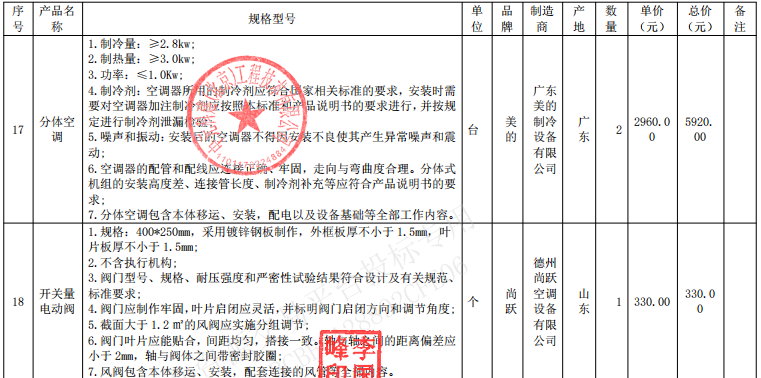 序号 产品名称 规格型号 单位 品牌 制造商 产地 数量 单价（元） 总价（元） 备注
17 分体空调
1.制冷量：≥2.8kw;
2.制热量：≥3.0kw;
3.功率：≤1.0Kw;
4.制冷剂：空调器所用的制冷剂应符合国家相关标准的要求，安装时需
要对空调器加注制冷剂应按照本标准和产品说明书的要求进行，并按规
定进行制冷剂泄漏检验。
5.噪声和振动：安装后的空调器不得因安装不良使其产生异常噪声和震
动;
6.空调器的配管和配线应连接正确、牢固，走向与弯曲度合理。分体式
机组的安装高度差、连接管长度、制冷剂补充等应符合产品说明书的要
求;
7.分体空调包含本体移运、安装，配电以及设备基础等全部工作内容。
台 美的 广东美的制冷设备有限公司 广东 2 2960.00 5920.00
18 开关量电动阀
1.规格：400*250mm，采用镀锌钢板制作，外框板厚不小于1.5mm，叶
片板厚不小于1.5mm;
2.不含执行机构;
3.阀门型号、规格、耐压强度和严密性试验结果符合设计及有关规范、
标准要求;
4.阀门应制作牢固，叶片启闭应灵活，并标明阀门启闭方向和调节角度;
5.截面大于1.2㎡的风阀应实施分组调节;
6.阀门叶片应能贴合，间距均匀，搭接一致。轴与轴之间的距离偏差应
小于2mm，轴与阀体之间带密封胶圈;
7.风阀包含本体移运、安装，配套连接的风管等全部内容。
个 尚跃 德州尚跃空调设备有限公司 山东 1 330.00 330.00